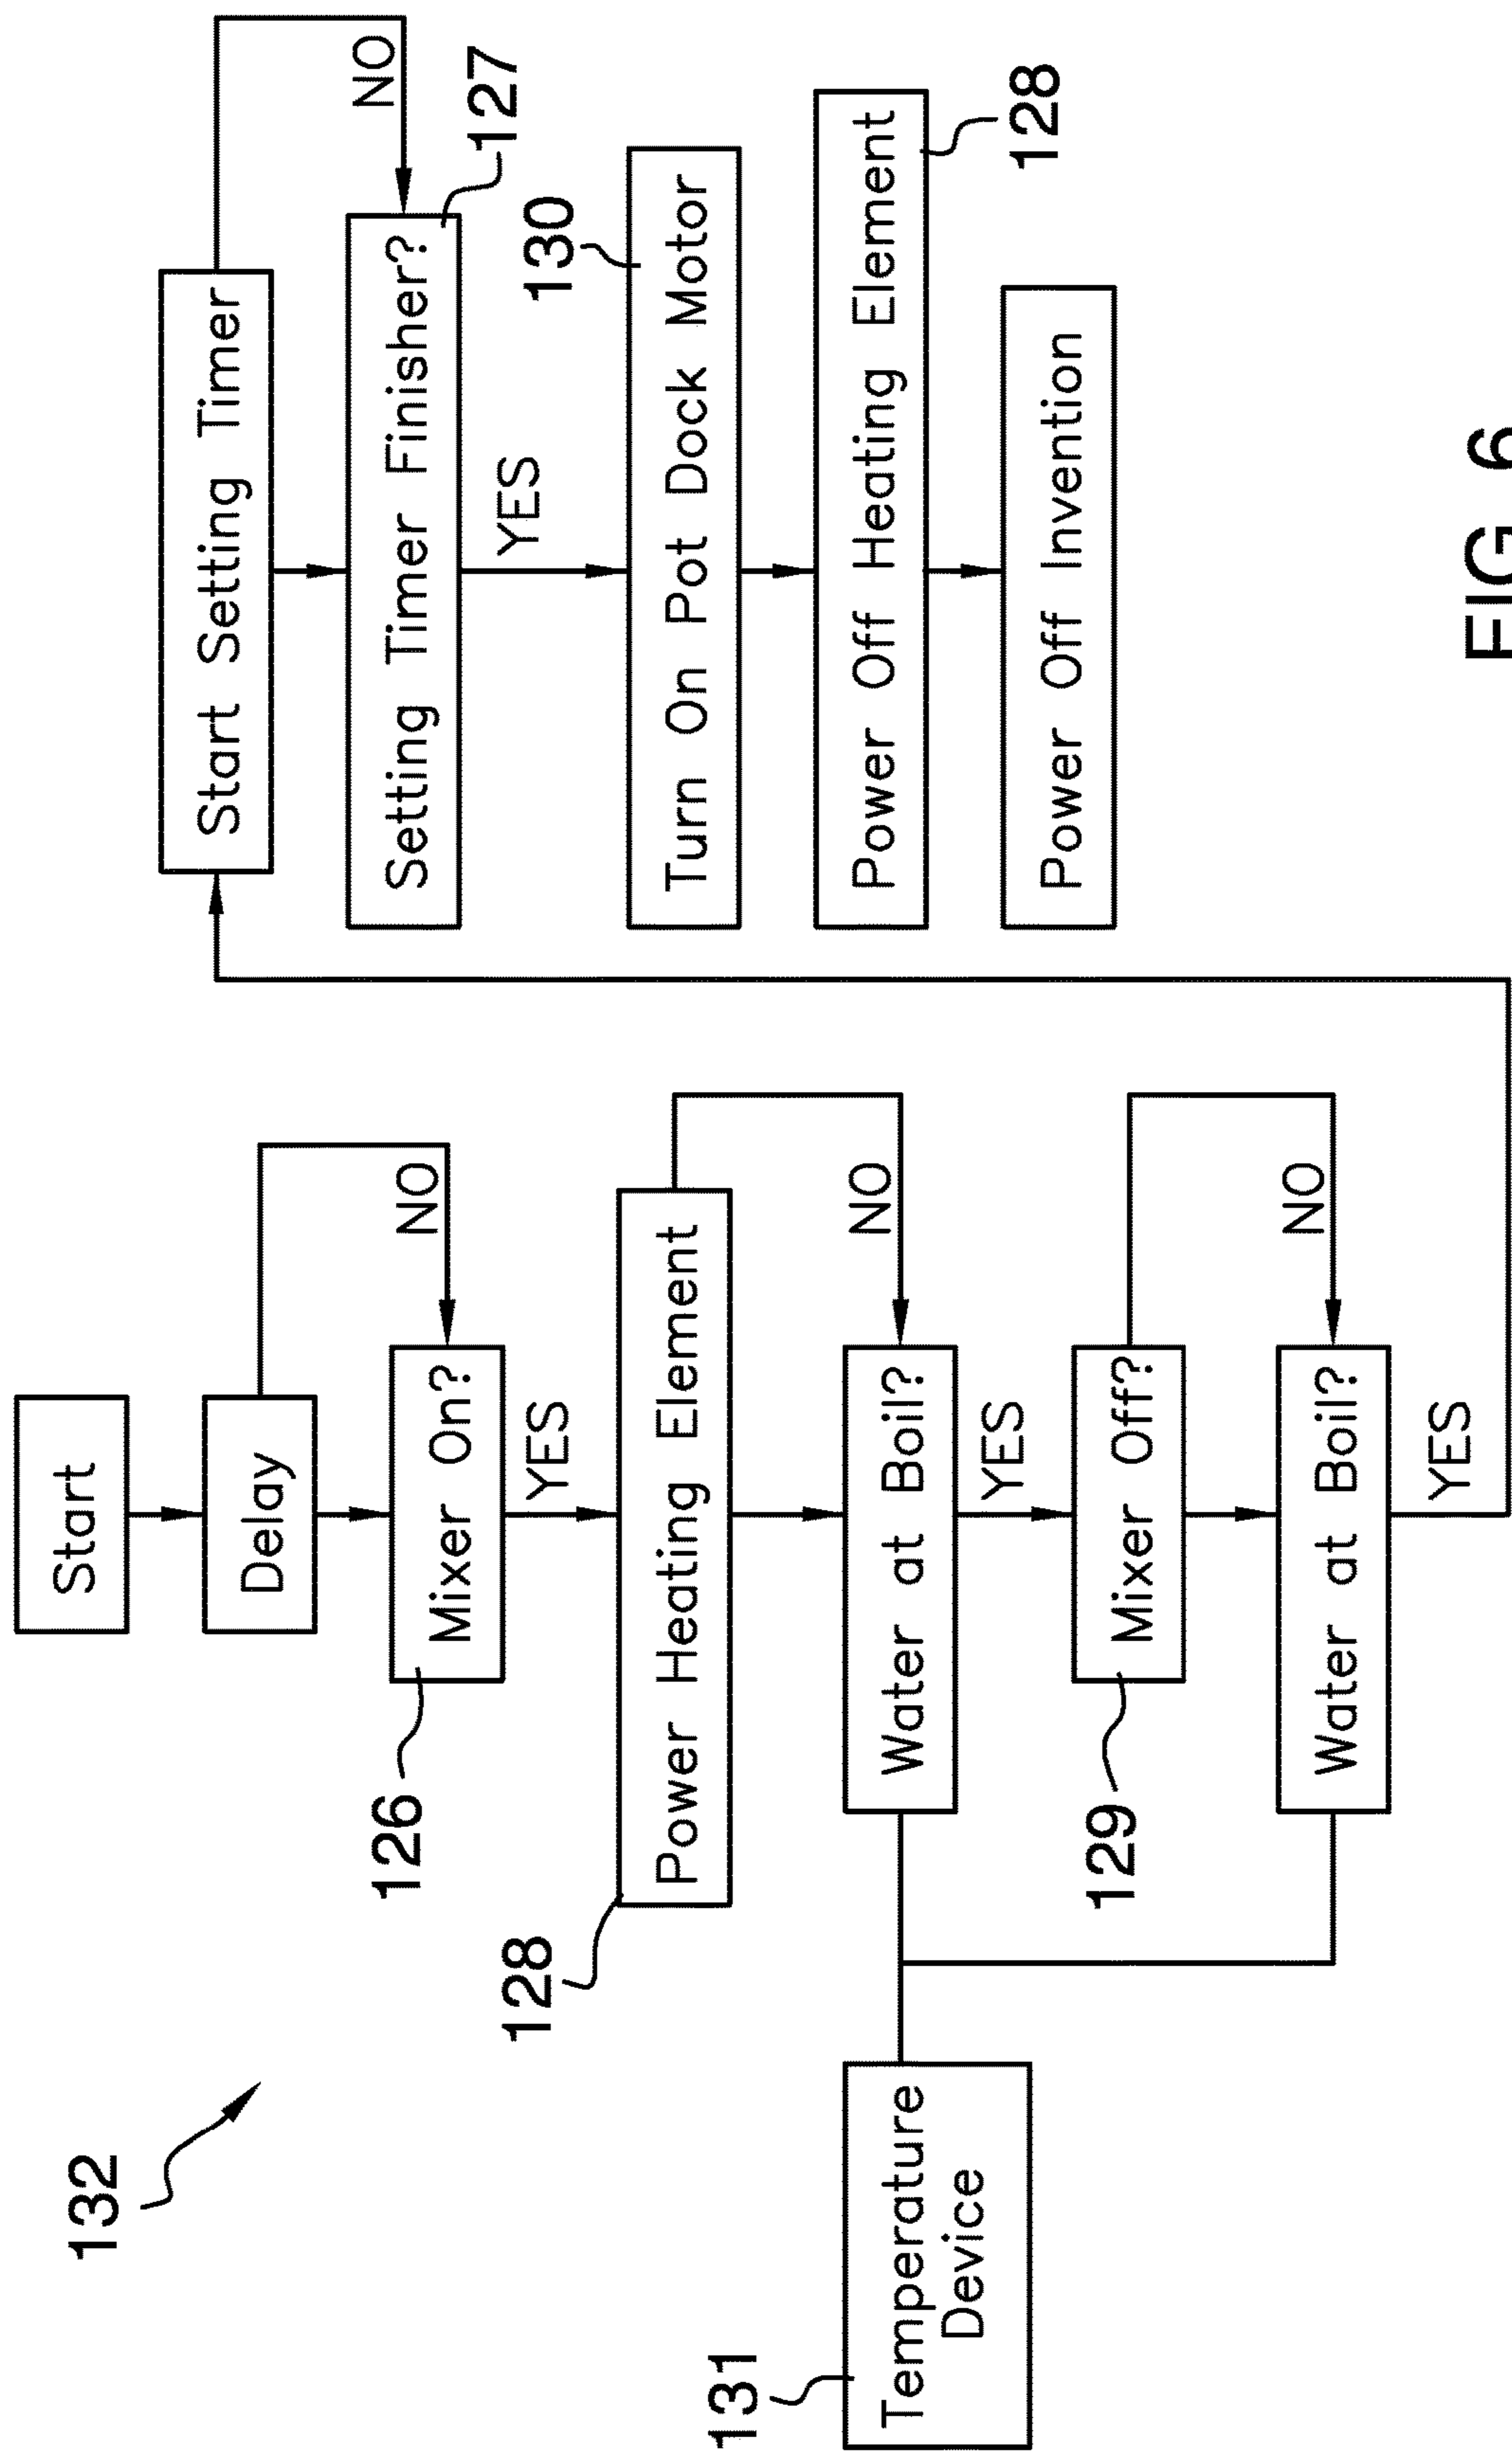 132
Start
Delay
NO
Mixer On?
126
YES
128
Power Heating Element
NO
Water at Boil?
YES
131
Temperature
Device
Mixer Off?
129
NO
Water at Boil?
YES
Start Setting Timer
NO
Setting Timer Finisher?
127
YES
130
Turn On Pot Dock Motor
Power Off Heating Element
128
Power Off Invention
FIG. 6